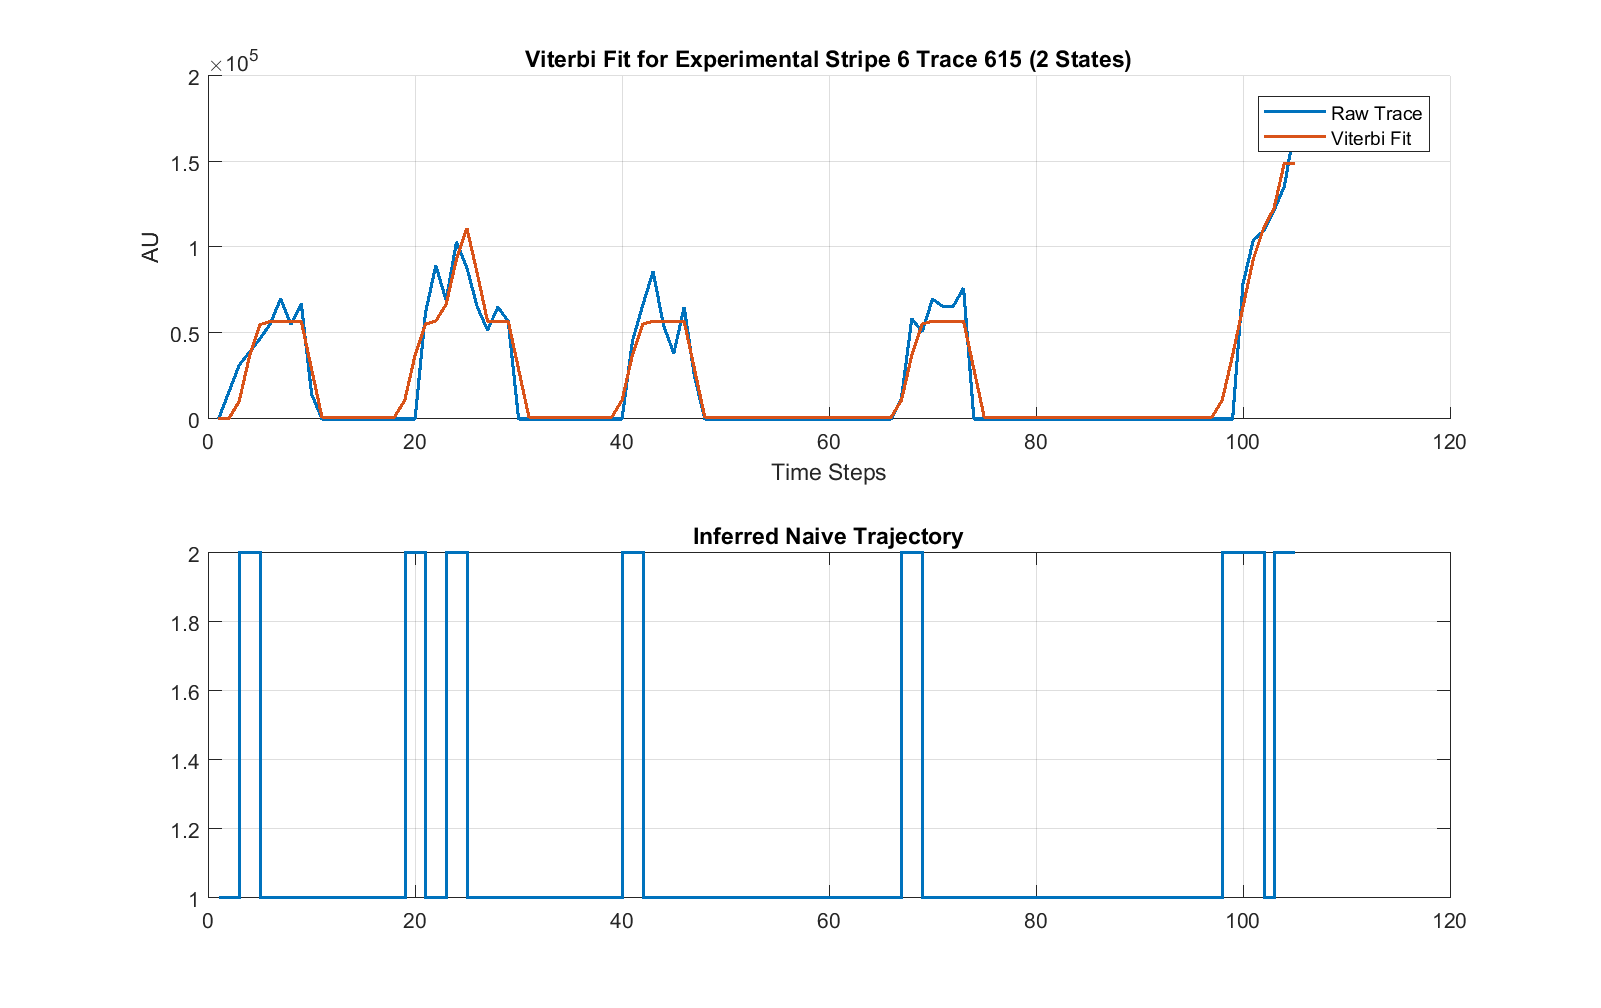 Viterbi Fit for Experimental Stripe 6 Trace 615 (2 States)
×10⁵
2
1.5
1
0.5
0
AU
Raw Trace
Viterbi Fit
0 20 40 60 80 100 120
Time Steps
Inferred Naive Trajectory
2
1.8
1.6
1.4
1.2
1
0 20 40 60 80 100 120